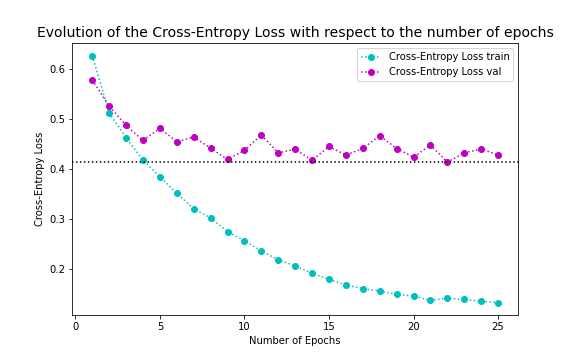 Evolution of the Cross-Entropy Loss with respect to the number of epochs
Cross-Entropy Loss train
Cross-Entropy Loss val
0.6
0.5
0.4
0.3
0.2
Cross-Entropy Loss
0
5
10
15
20
25
Number of Epochs